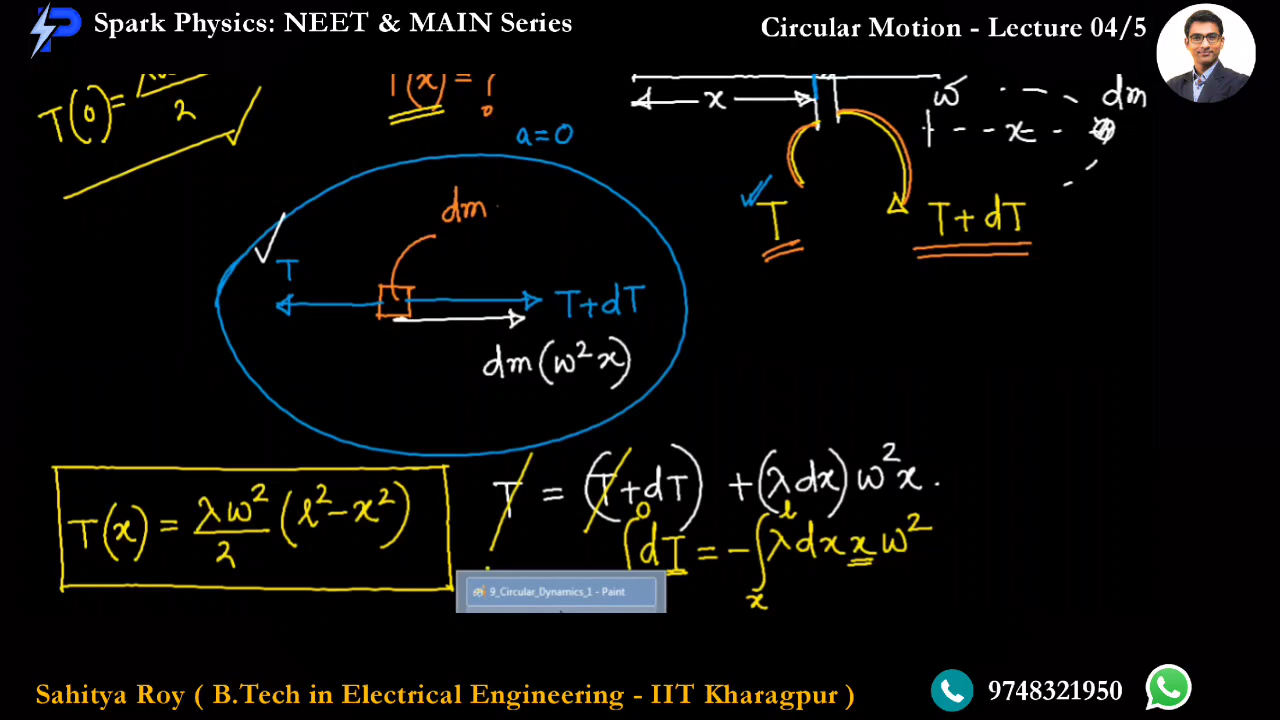 Spark Physics: NEET & MAIN Series
Circular Motion - Lecture 04/5
T(0) =
2
T(x) = ?
a=0
x
ω
dm
x
T
T+dT
dm
T
T+dT
dm(ω²x)
T = (T+dT) + (λdx)ω²x.
T(x) = λω²/2 (l²-x²)
∫⁰ dT = -∫ₓˡ λdx x ω²
9_Circular_Dynamics_1 - Paint
Sahitya Roy ( B.Tech in Electrical Engineering - IIT Kharagpur )
9748321950